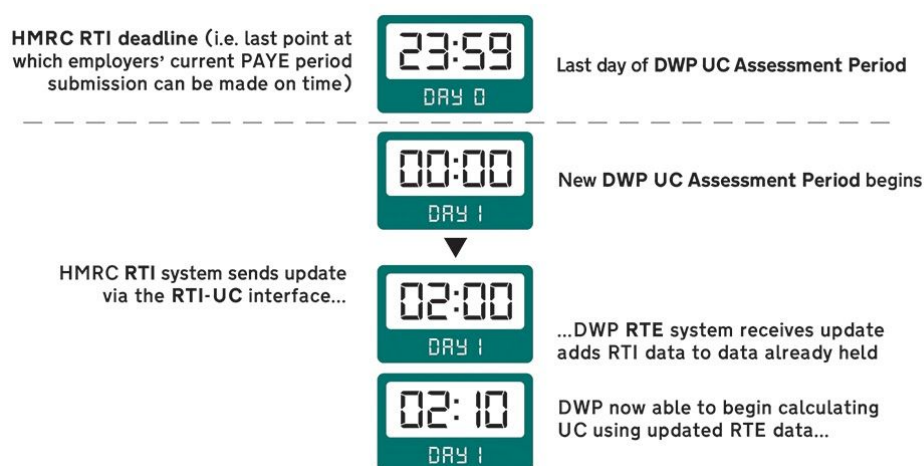 HMRC RTI deadline (i.e. last point at
which employers’ current PAYE period
submission can be made on time)
23:59
DAY 0
Last day of DWP UC Assessment Period
00:00
DAY 1
New DWP UC Assessment Period begins
HMRC RTI system sends update
via the RTI-UC interface...
02:00
DAY 1
...DWP RTE system receives update
adds RTI data to data already held
02:10
DAY 1
DWP now able to begin calculating
UC using updated RTE data...